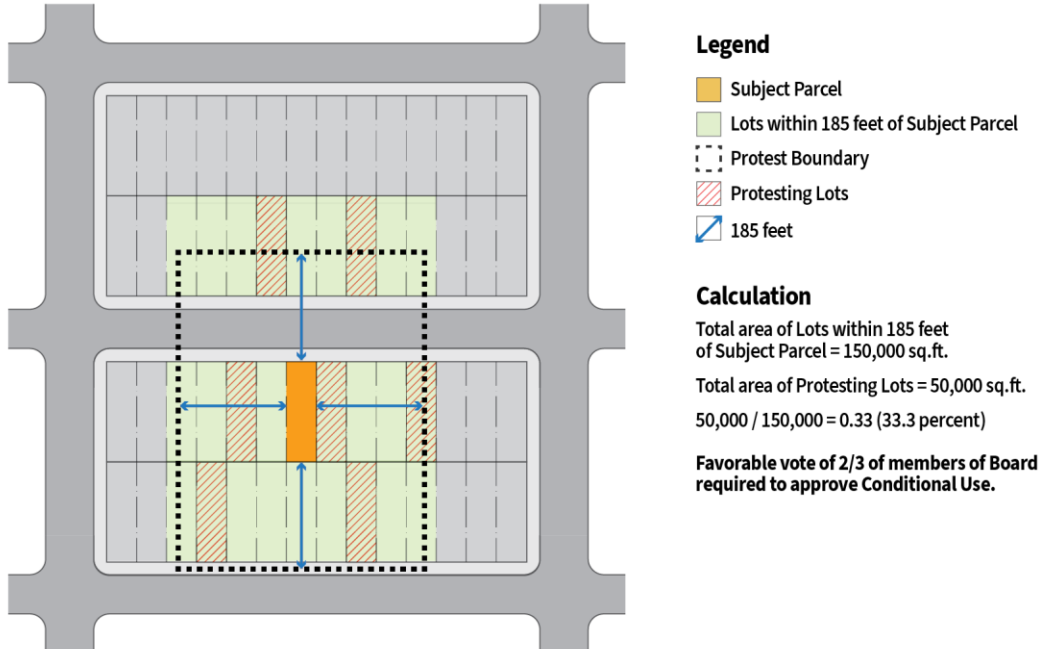 Legend
Subject Parcel
Lots within 185 feet of Subject Parcel
Protest Boundary
Protesting Lots
185 feet
Calculation
Total area of Lots within 185 feet
of Subject Parcel = 150,000 sq.ft.
Total area of Protesting Lots = 50,000 sq.ft.
50,000 / 150,000 = 0.33 (33.3 percent)
Favorable vote of 2/3 of members of Board
required to approve Conditional Use.